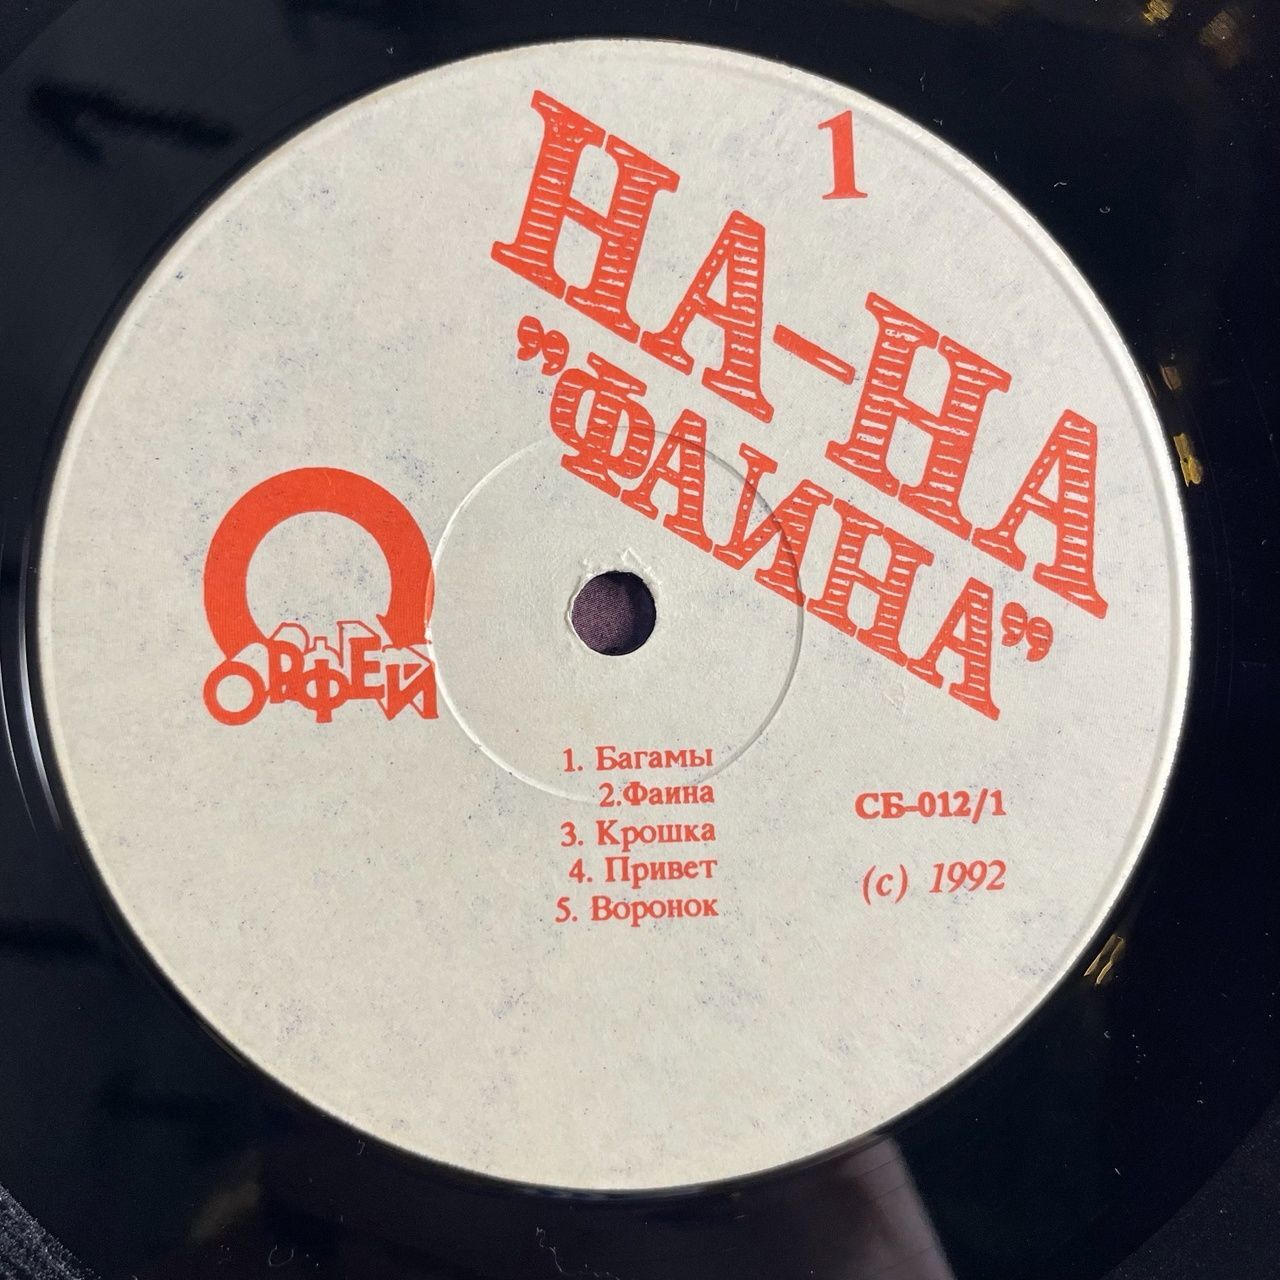 1
НА-НА
"ФАИНА"
ОРФЕЙ
1. Багамы
2.Фаина
3. Крошка
4. Привет
5. Воронок
СБ-012/1
(с) 1992